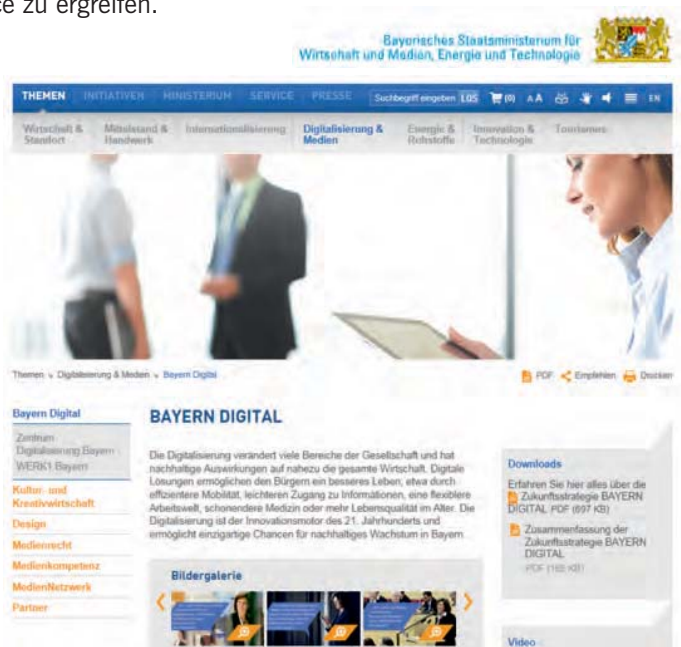 ce zu ergreifen.
Bayerisches Staatsministerium für
Wirtschaft und Medien, Energie und Technologie
THEMEN INITIATIVEN MINISTERIUM SERVICE PRESSE Suchbegriff eingeben LOS (0) A A EN
Wirtschaft &
Standort
Mittelstand &
Handwerk
Internationalisierung
Digitalisierung &
Medien
Energie &
Rohstoffe
Innovation &
Technologie
Tourismus
Themen Digitalisierung & Medien Bayern Digital
PDF Empfehlen Drucken
Bayern Digital
Zentrum
Digitalisierung Bayern
WERK1 Bayern
Kultur- und
Kreativwirtschaft
Design
Medienrecht
Medienkompetenz
MedienNetzwerk
Partner
BAYERN DIGITAL
Die Digitalisierung verändert viele Bereiche der Gesellschaft und hat
nachhaltige Auswirkungen auf nahezu die gesamte Wirtschaft. Digitale
Lösungen ermöglichen den Bürgern ein besseres Leben, etwa durch
effizientere Mobilität, leichteren Zugang zu Informationen, eine flexiblere
Arbeitswelt, schonendere Medizin oder mehr Lebensqualität im Alter. Die
Digitalisierung ist der Innovationsmotor des 21. Jahrhunderts und
ermöglicht einzigartige Chancen für nachhaltiges Wachstum in Bayern.
Bildergalerie
Downloads
Erfahren Sie hier alles über die
Zukunftsstrategie BAYERN
DIGITAL PDF (697 KB)
Zusammenfassung der
Zukunftsstrategie BAYERN
DIGITAL
Video